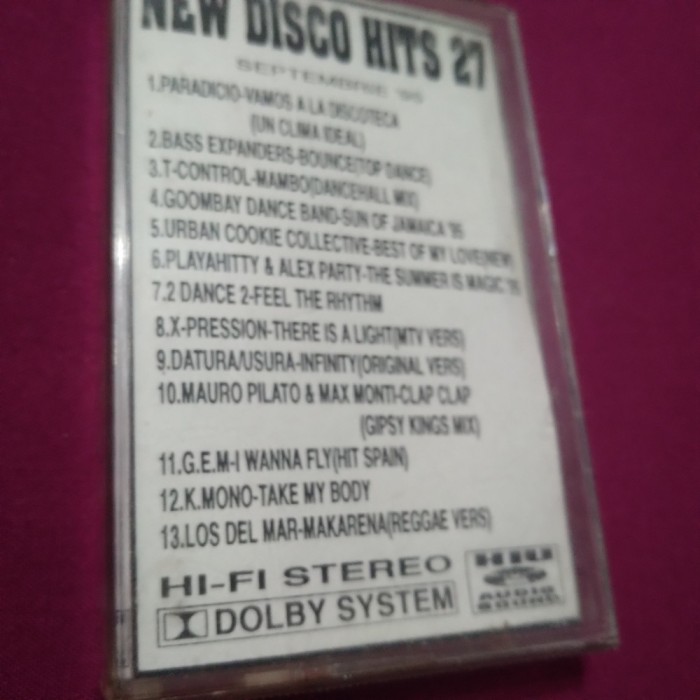 NEW DISCO HITS 27
SEPTEMBRIE '95
1.PARADICIO-VAMOS A LA DISCOTECA
(UN CLIMA IDEAL)
2.BASS EXPANDERS-BOUNCE(TOP DANCE)
3.T-CONTROL-MAMBO(DANCEHALL MIX)
4.GOOMBAY DANCE BAND-SUN OF JAMAICA '95
5.URBAN COOKIE COLLECTIVE-BEST OF MY LOVE(NEW)
6.PLAYAHITTY & ALEX PARTY-THE SUMMER IS MAGIC '95
7.2 DANCE 2-FEEL THE RHYTHM
8.X-PRESSION-THERE IS A LIGHT(MTV VERS)
9.DATURA/USURA-INFINITY(ORIGINAL VERS)
10.MAURO PILATO & MAX MONTI-CLAP CLAP
(GIPSY KINGS MIX)
11.G.E.M-I WANNA FLY(HIT SPAIN)
12.K.MONO-TAKE MY BODY
13.LOS DEL MAR-MAKARENA(REGGAE VERS)
HI-FI STEREO
DOLBY SYSTEM
AUDIO